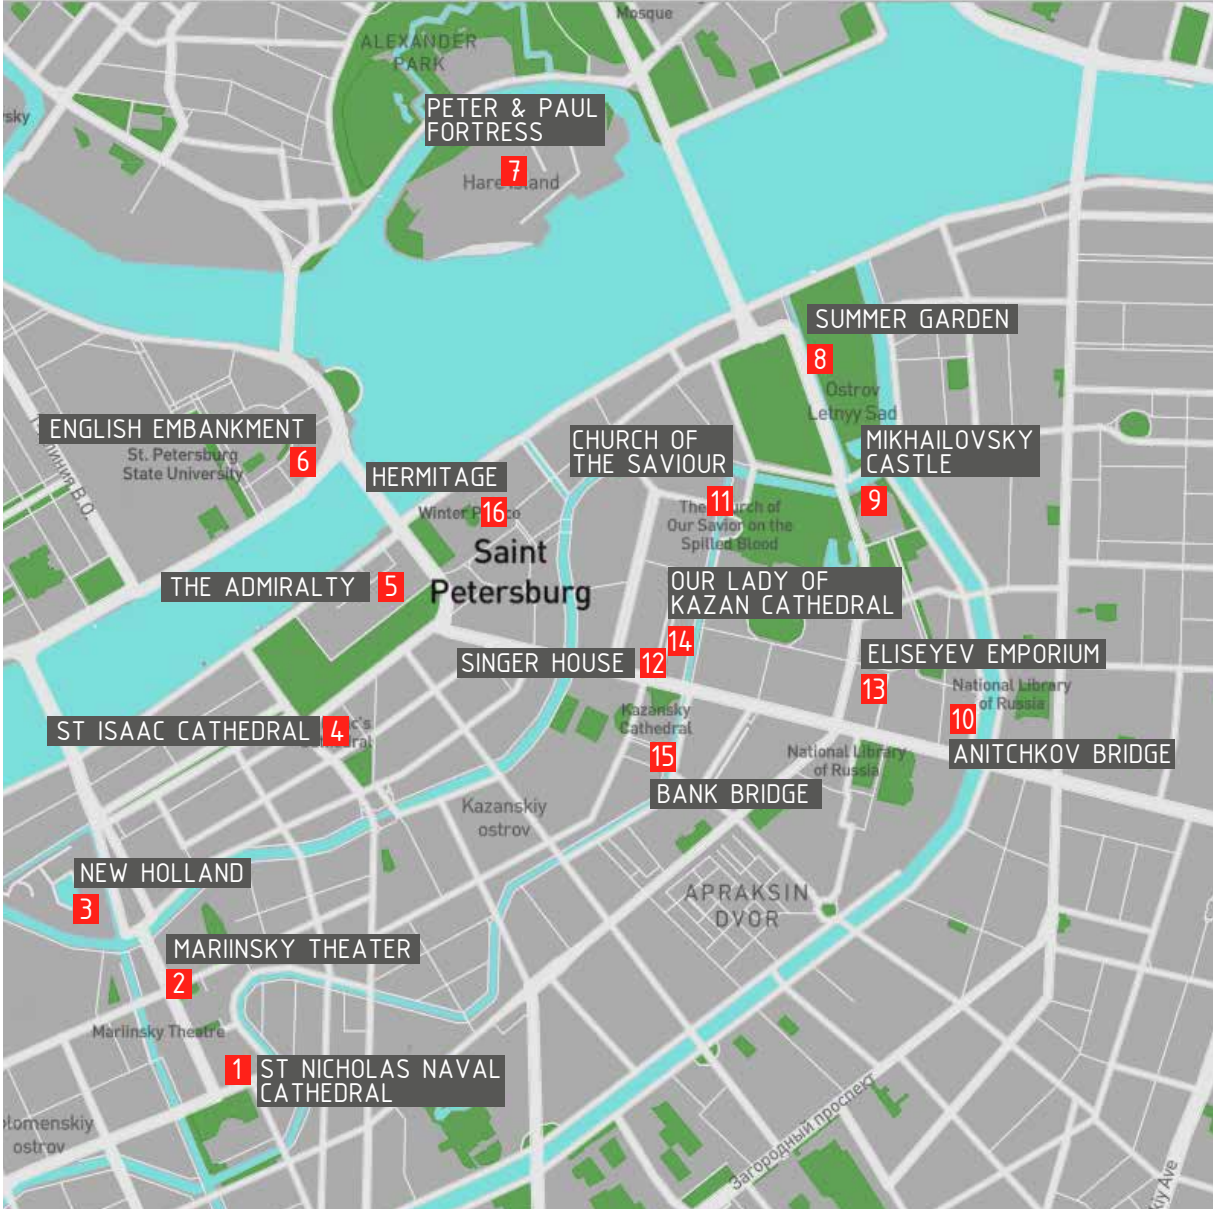 Mosque
ALEXANDER
PARK
PETER & PAUL
FORTRESS
7
Hare Island
SUMMER GARDEN
8
Ostrov
Letnyy Sad
ENGLISH EMBANKMENT
6
St. Petersburg
State University
линия В.О.
HERMITAGE
16
CHURCH OF
THE SAVIOUR
11
The Church of
Our Savior on the
Spilled Blood
MIKHAILOVSKY
CASTLE
9
Saint
Petersburg
THE ADMIRALTY
5
OUR LADY OF
KAZAN CATHEDRAL
14
SINGER HOUSE
12
ELISEYEV EMPORIUM
13
National Library
of Russia
10
ANITCHKOV BRIDGE
ST ISAAC CATHEDRAL
4
Kazansky
Cathedral
15
BANK BRIDGE
National Library
of Russia
Kazanskiy
ostrov
NEW HOLLAND
3
APRAKSIN
DVOR
MARIINSKY THEATER
2
Mariinsky Theatre
1
ST NICHOLAS NAVAL
CATHEDRAL
ostrov
Загородный проспект
Ave